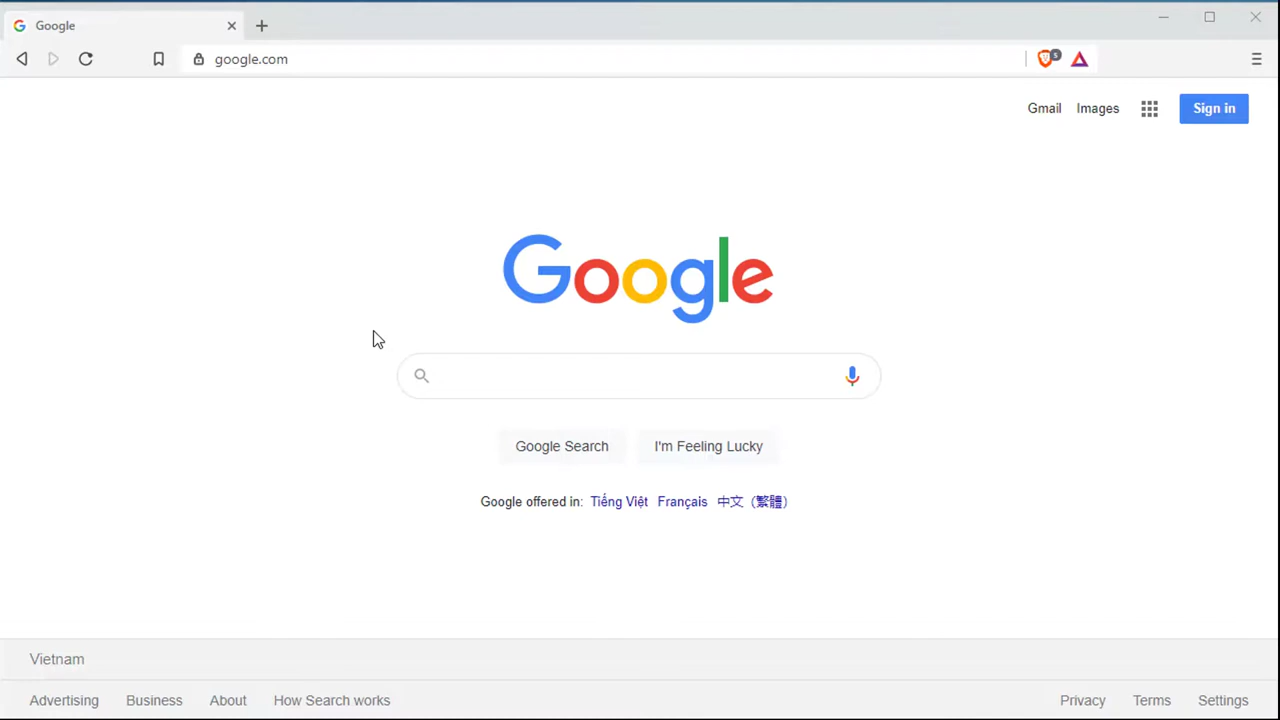 Google
google.com
5
Gmail Images Sign in
Google
Google Search I'm Feeling Lucky
Google offered in: Tiếng Việt Français 中文（繁體）
Vietnam
Advertising Business About How Search works Privacy Terms Settings